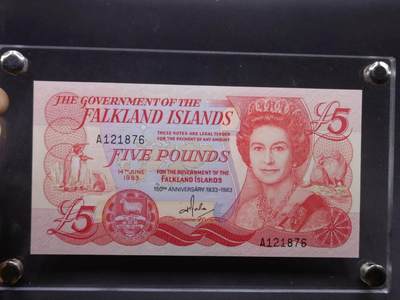 THE GOVERNMENT OF THE
FALKLAND ISLANDS
£5
THESE NOTES ARE LEGAL TENDER
FOR THE PAYMENT OF ANY AMOUNT
A121876
FIVE POUNDS
14TH JUNE
1983
FOR THE GOVERNMENT OF THE
FALKLAND ISLANDS
150TH ANNIVERSARY 1833-1983
£5
A121876